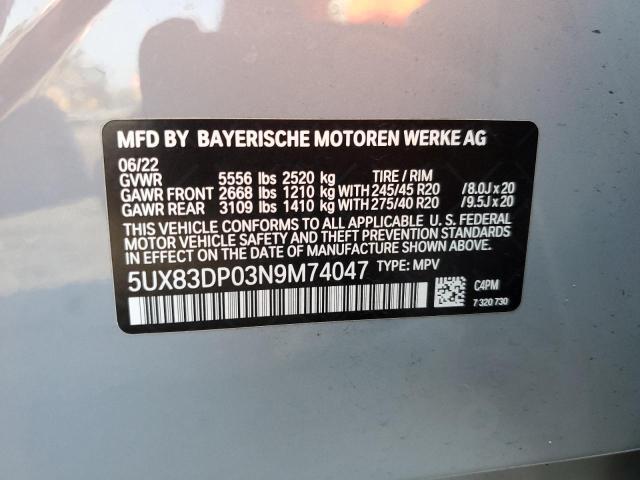 MFD BY BAYERISCHE MOTOREN WERKE AG
06/22
GVWR 5556 lbs 2520 kg TIRE / RIM
GAWR FRONT 2668 lbs 1210 kg WITH 245/45 R20 /8.0J x 20
GAWR REAR 3109 lbs 1410 kg WITH 275/40 R20 /9.5J x 20
THIS VEHICLE CONFORMS TO ALL APPLICABLE U. S. FEDERAL
MOTOR VEHICLE SAFETY AND THEFT PREVENTION STANDARDS
IN EFFECT ON THE DATE OF MANUFACTURE SHOWN ABOVE.
5UX83DP03N9M74047 TYPE: MPV
C4PM
7 320 730